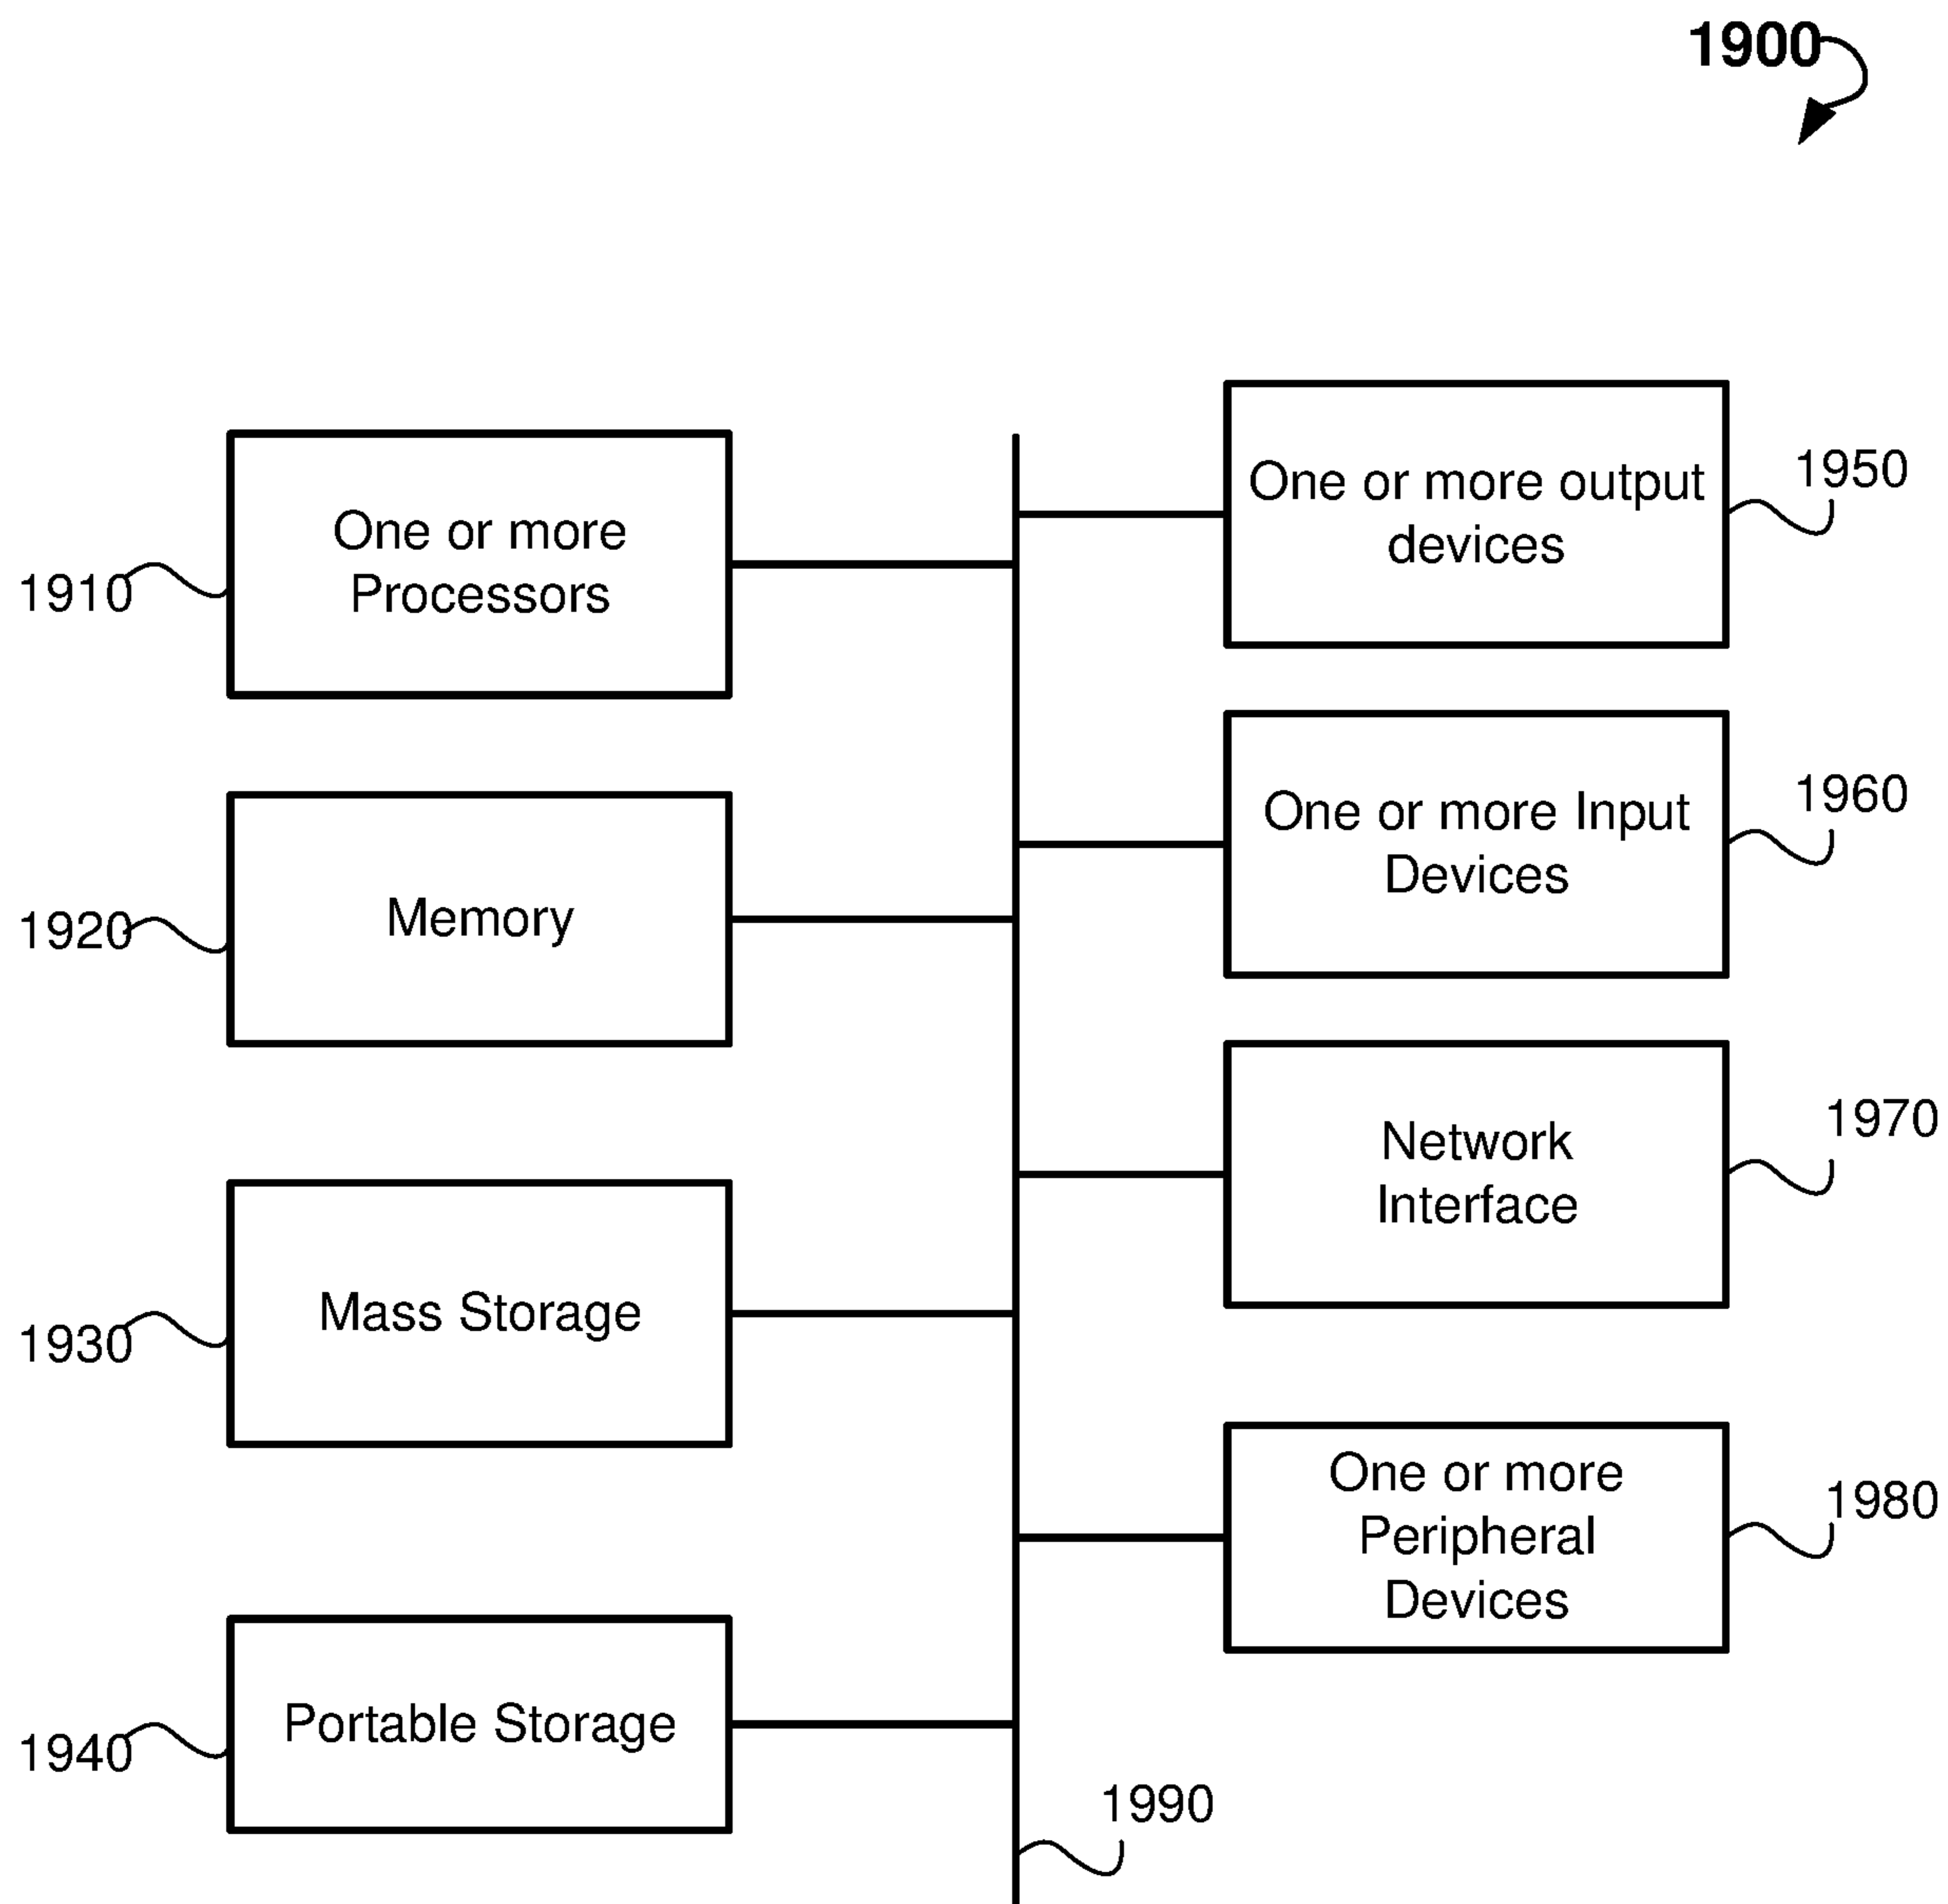 1900
One or more
Processors
1910
Memory
1920
Mass Storage
1930
Portable Storage
1940
One or more output
devices
1950
One or more Input
Devices
1960
Network
Interface
1970
One or more
Peripheral
Devices
1980
1990